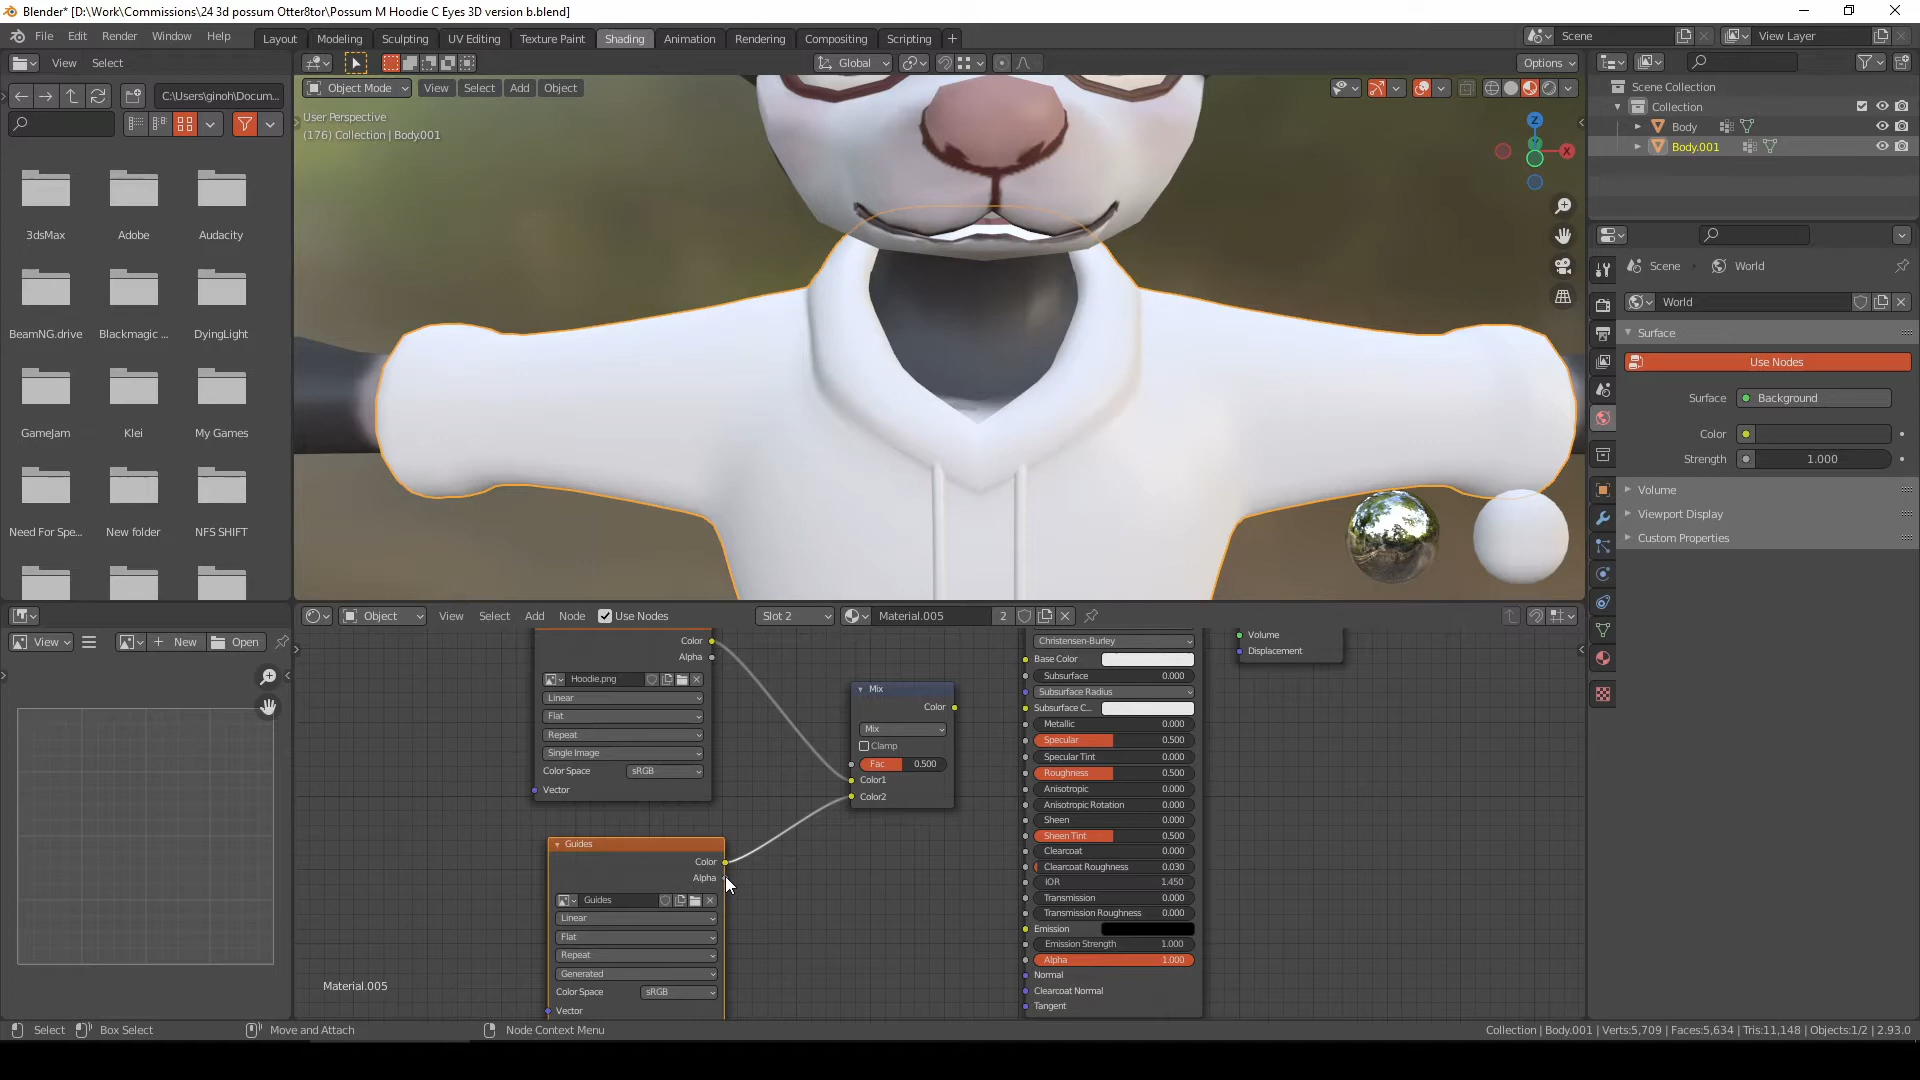 Blender* [D:\Work\Commissions\24 3d possum Otter8tor\Possum M Hoodie C Eyes 3D version b.blend]
File Edit Render Window Help
Layout Modeling Sculpting UV Editing Texture Paint Shading Animation Rendering Compositing Scripting +
Scene View Layer
View Select
Global
Options
C:\Users\ginoh\Docum...
Object Mode View Select Add Object
User Perspective
(176) Collection | Body.001
Z
X
Scene Collection
Collection
Body
Body.001
3dsMax Adobe Audacity
BeamNG.drive Blackmagic ... DyingLight
GameJam Klei My Games
Need For Spe... New folder NFS SHIFT
Scene World
World
Surface
Use Nodes
Surface Background
Color
Strength 1.000
Volume
Viewport Display
Custom Properties
View New Open
Object View Select Add Node Use Nodes Slot 2 Material.005 2
Color
Alpha
Hoodie.png
Linear
Flat
Repeat
Single Image
Color Space sRGB
Vector
Guides
Color
Alpha
Guides
Linear
Flat
Repeat
Generated
Color Space sRGB
Vector
Mix
Color
Mix
Clamp
Fac 0.500
Color1
Color2
Christensen-Burley
Base Color
Subsurface 0.000
Subsurface Radius
Subsurface C...
Metallic 0.000
Specular 0.500
Specular Tint 0.000
Roughness 0.500
Anisotropic 0.000
Anisotropic Rotation 0.000
Sheen 0.000
Sheen Tint 0.500
Clearcoat 0.000
Clearcoat Roughness 0.030
IOR 1.450
Transmission 0.000
Transmission Roughness 0.000
Emission
Emission Strength 1.000
Alpha 1.000
Normal
Clearcoat Normal
Tangent
Volume
Displacement
Material.005
Select Box Select Move and Attach Node Context Menu
Collection | Body.001 | Verts:5,709 | Faces:5,634 | Tris:11,148 | Objects:1/2 | 2.93.0